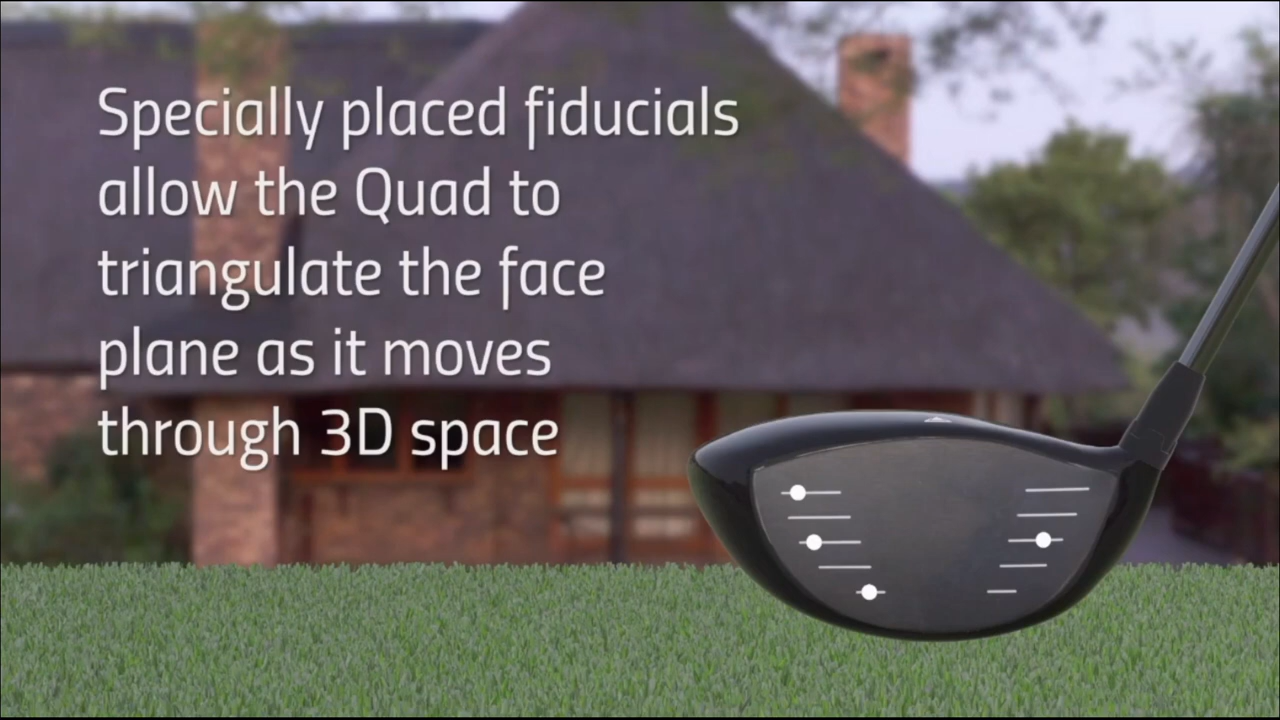 Specially placed fiducials
allow the Quad to
triangulate the face
plane as it moves
through 3D space